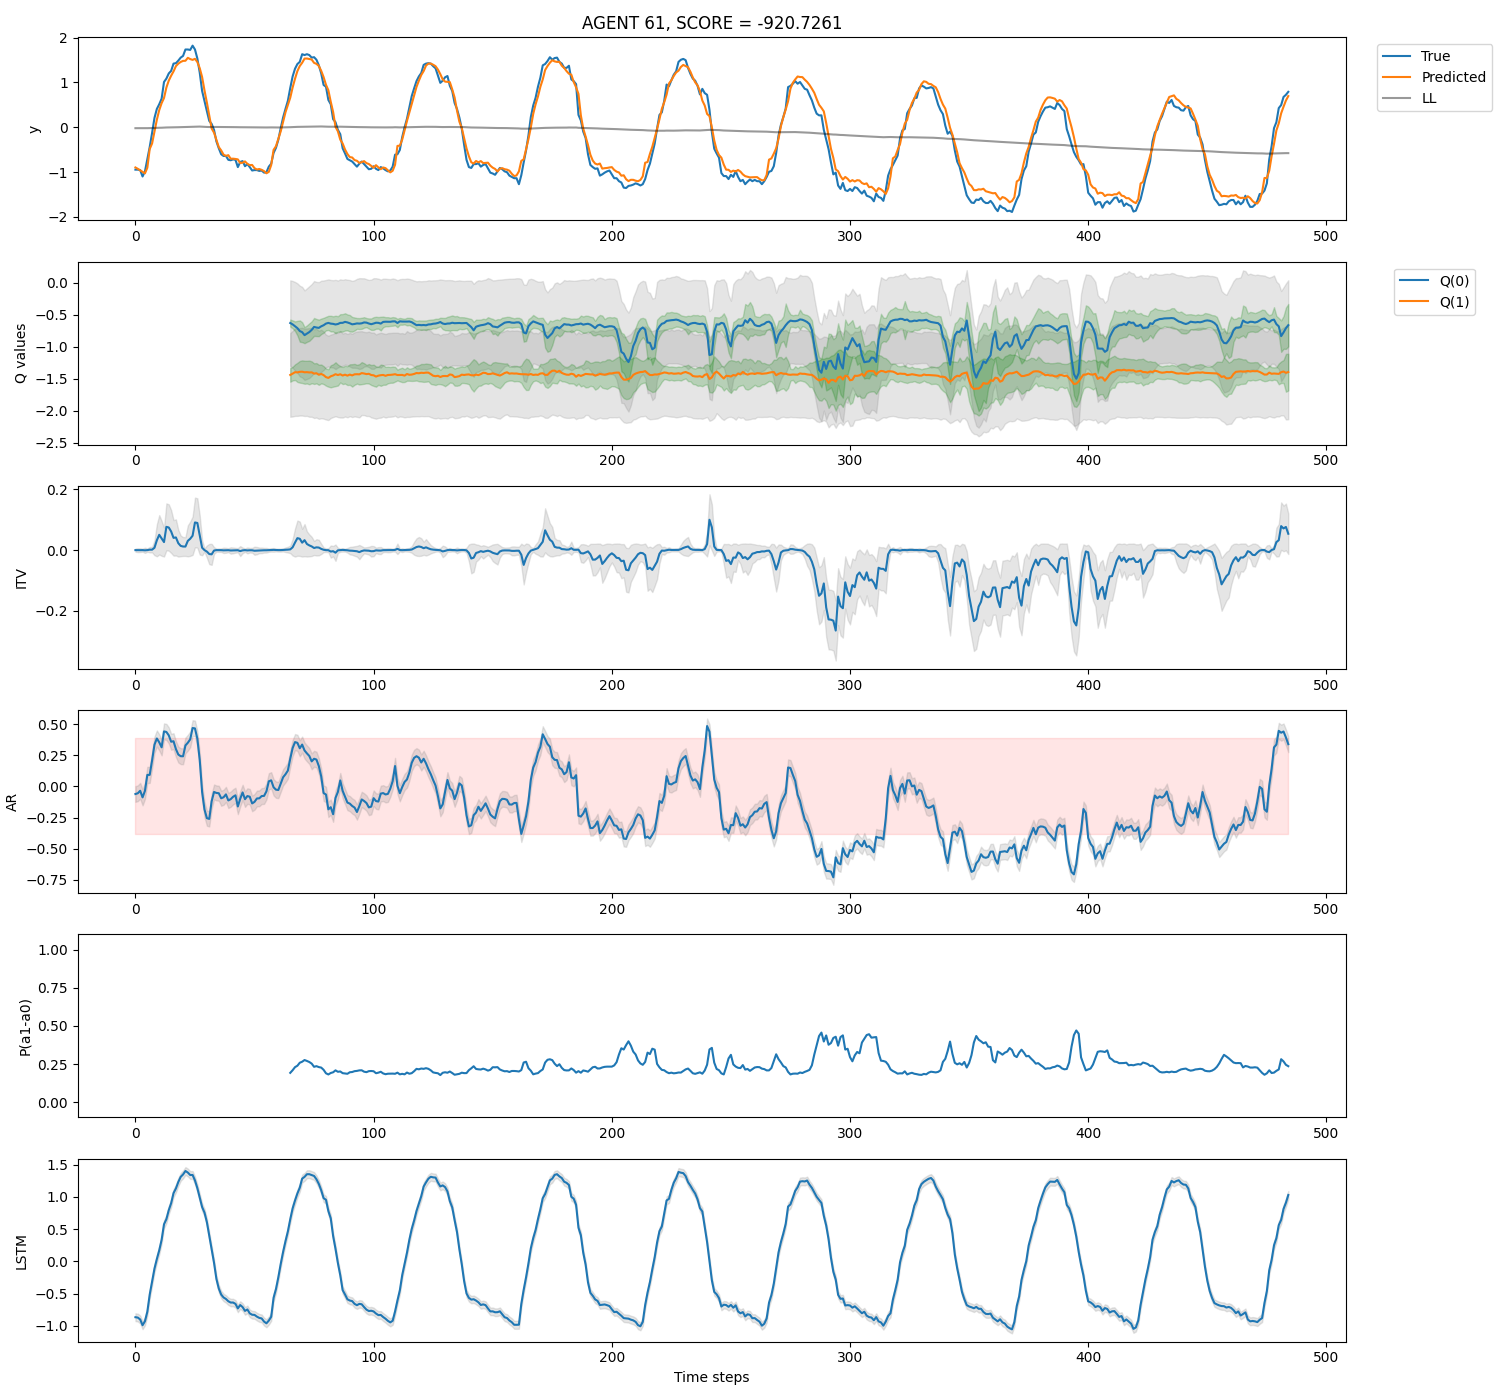 AGENT 61, SCORE = -920.7261
y
2
1
0
−1
−2
0 100 200 300 400 500
True
Predicted
LL
Q values
0.0
−0.5
−1.0
−1.5
−2.0
−2.5
0 100 200 300 400 500
Q(0)
Q(1)
ITV
0.2
0.0
−0.2
0 100 200 300 400 500
AR
0.50
0.25
0.00
−0.25
−0.50
−0.75
0 100 200 300 400 500
P(a1-a0)
1.00
0.75
0.50
0.25
0.00
0 100 200 300 400 500
LSTM
1.5
1.0
0.5
0.0
−0.5
−1.0
0 100 200 300 400 500
Time steps